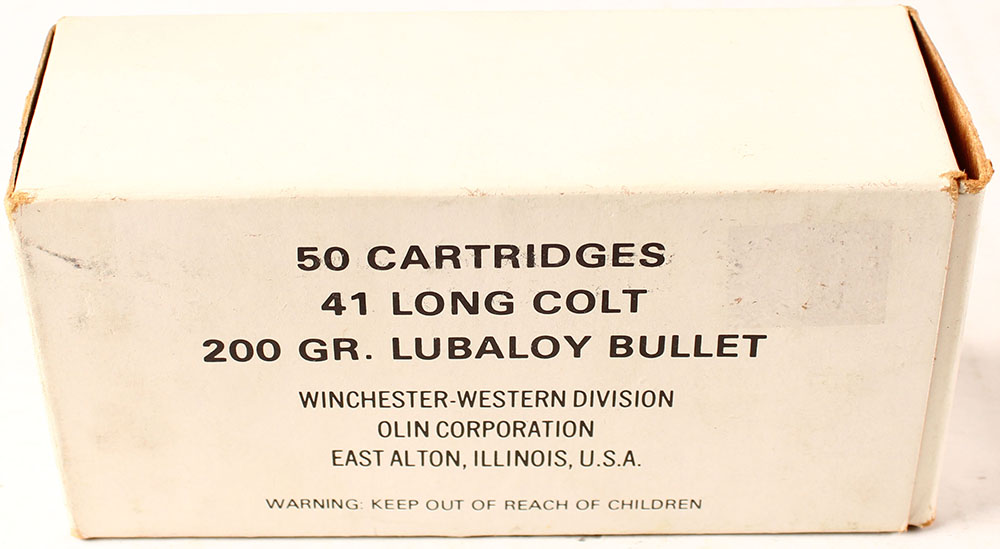 50 CARTRIDGES
41 LONG COLT
200 GR. LUBALOY BULLET
WINCHESTER-WESTERN DIVISION
OLIN CORPORATION
EAST ALTON, ILLINOIS, U.S.A.
WARNING: KEEP OUT OF REACH OF CHILDREN